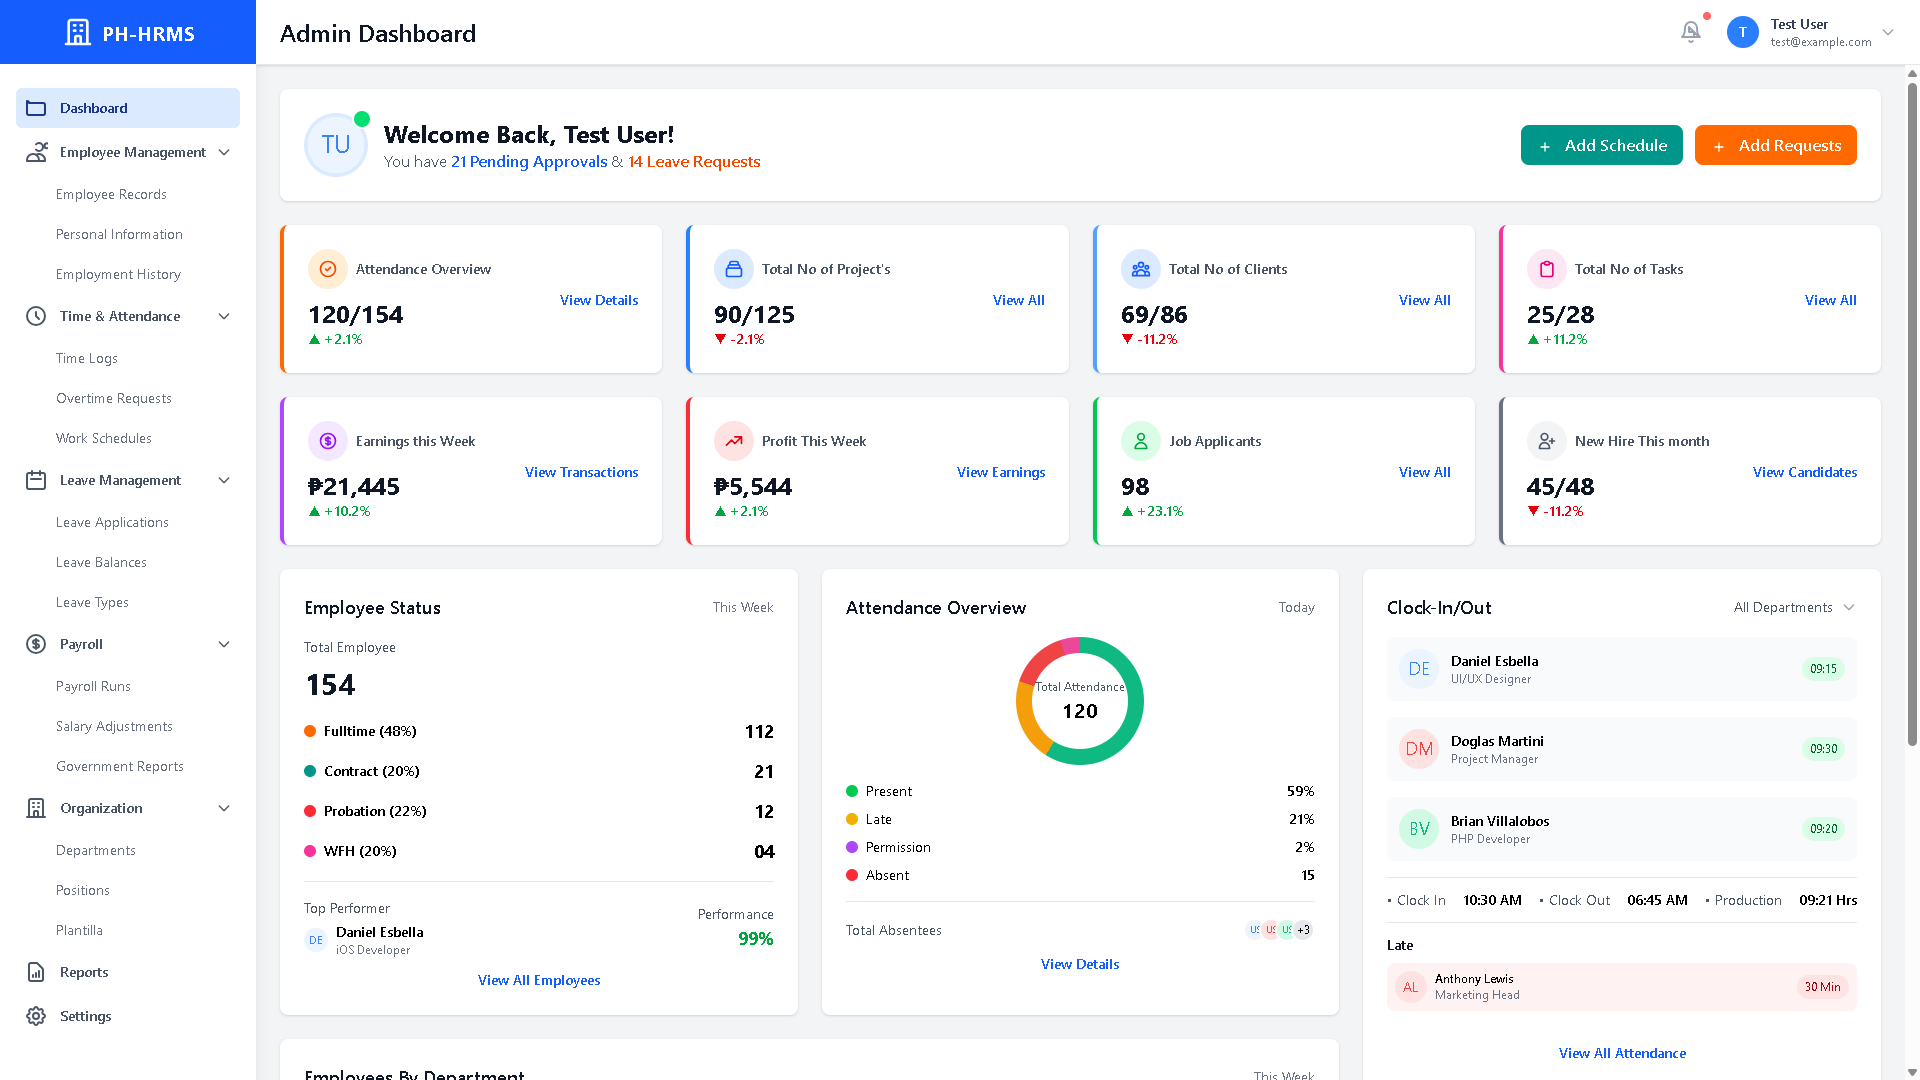 PH-HRMS
Admin Dashboard
T
Test User
test@example.com
Dashboard
Employee Management
Employee Records
Personal Information
Employment History
Time & Attendance
Time Logs
Overtime Requests
Work Schedules
Leave Management
Leave Applications
Leave Balances
Leave Types
Payroll
Payroll Runs
Salary Adjustments
Government Reports
Organization
Departments
Positions
Plantilla
Reports
Settings
TU
Welcome Back, Test User!
You have 21 Pending Approvals & 14 Leave Requests
+ Add Schedule
+ Add Requests
Attendance Overview
120/154
▲ +2.1%
View Details
Total No of Project's
90/125
▼ -2.1%
View All
Total No of Clients
69/86
▼ -11.2%
View All
Total No of Tasks
25/28
▲ +11.2%
View All
Earnings this Week
₱21,445
▲ +10.2%
View Transactions
Profit This Week
₱5,544
▲ +2.1%
View Earnings
Job Applicants
98
▲ +23.1%
View All
New Hire This month
45/48
▼ -11.2%
View Candidates
Employee Status
This Week
Total Employee
154
Fulltime (48%) 112
Contract (20%) 21
Probation (22%) 12
WFH (20%) 04
Top Performer
DE
Daniel Esbella
iOS Developer
Performance
99%
View All Employees
Attendance Overview
Today
Total Attendance
120
Present 59%
Late 21%
Permission 2%
Absent 15
Total Absentees
US US US +3
View Details
Clock-In/Out
All Departments
DE
Daniel Esbella
UI/UX Designer
09:15
DM
Doglas Martini
Project Manager
09:30
BV
Brian Villalobos
PHP Developer
09:20
• Clock In 10:30 AM • Clock Out 06:45 AM • Production 09:21 Hrs
Late
AL
Anthony Lewis
Marketing Head
30 Min
View All Attendance
Employees By Department
This Week